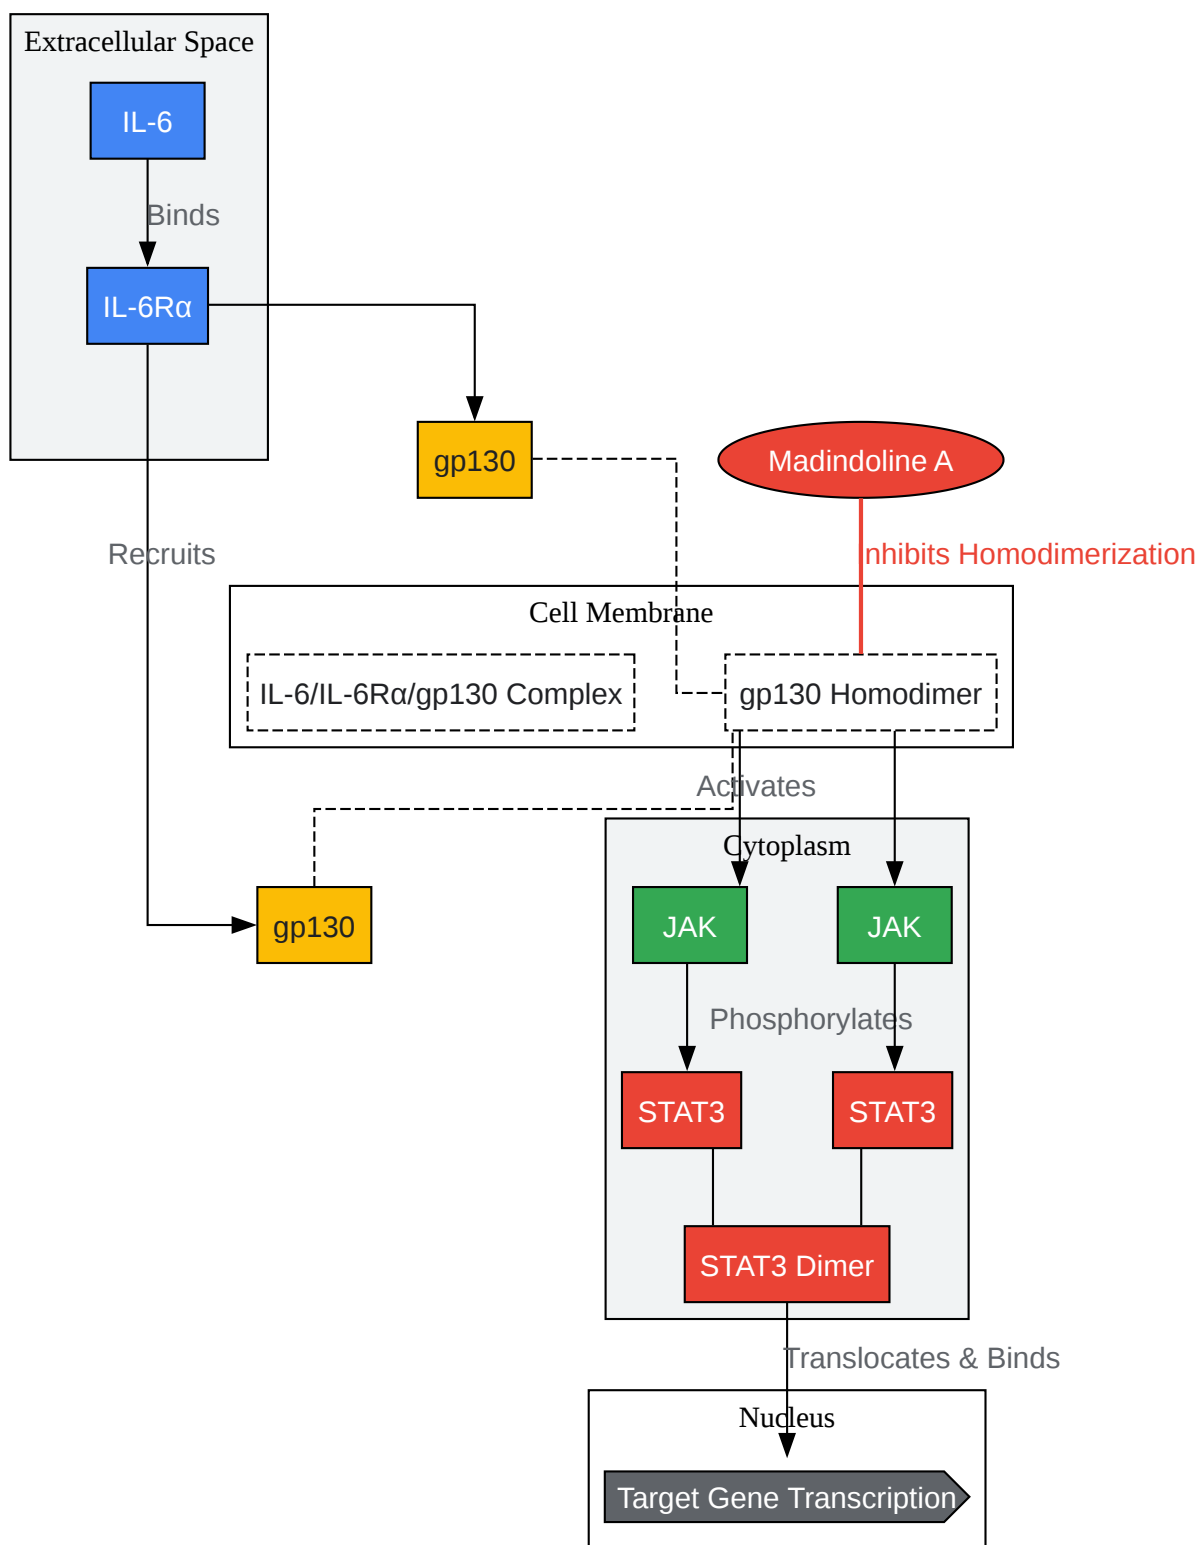 Extracellular Space
IL-6
Binds
IL-6Rα
gp130
Madindoline A
Recruits
Inhibits Homodimerization
Cell Membrane
IL-6/IL-6Rα/gp130 Complex
gp130 Homodimer
Activates
Cytoplasm
gp130
JAK
JAK
Phosphorylates
STAT3
STAT3
STAT3 Dimer
Translocates & Binds
Nucleus
Target Gene Transcription